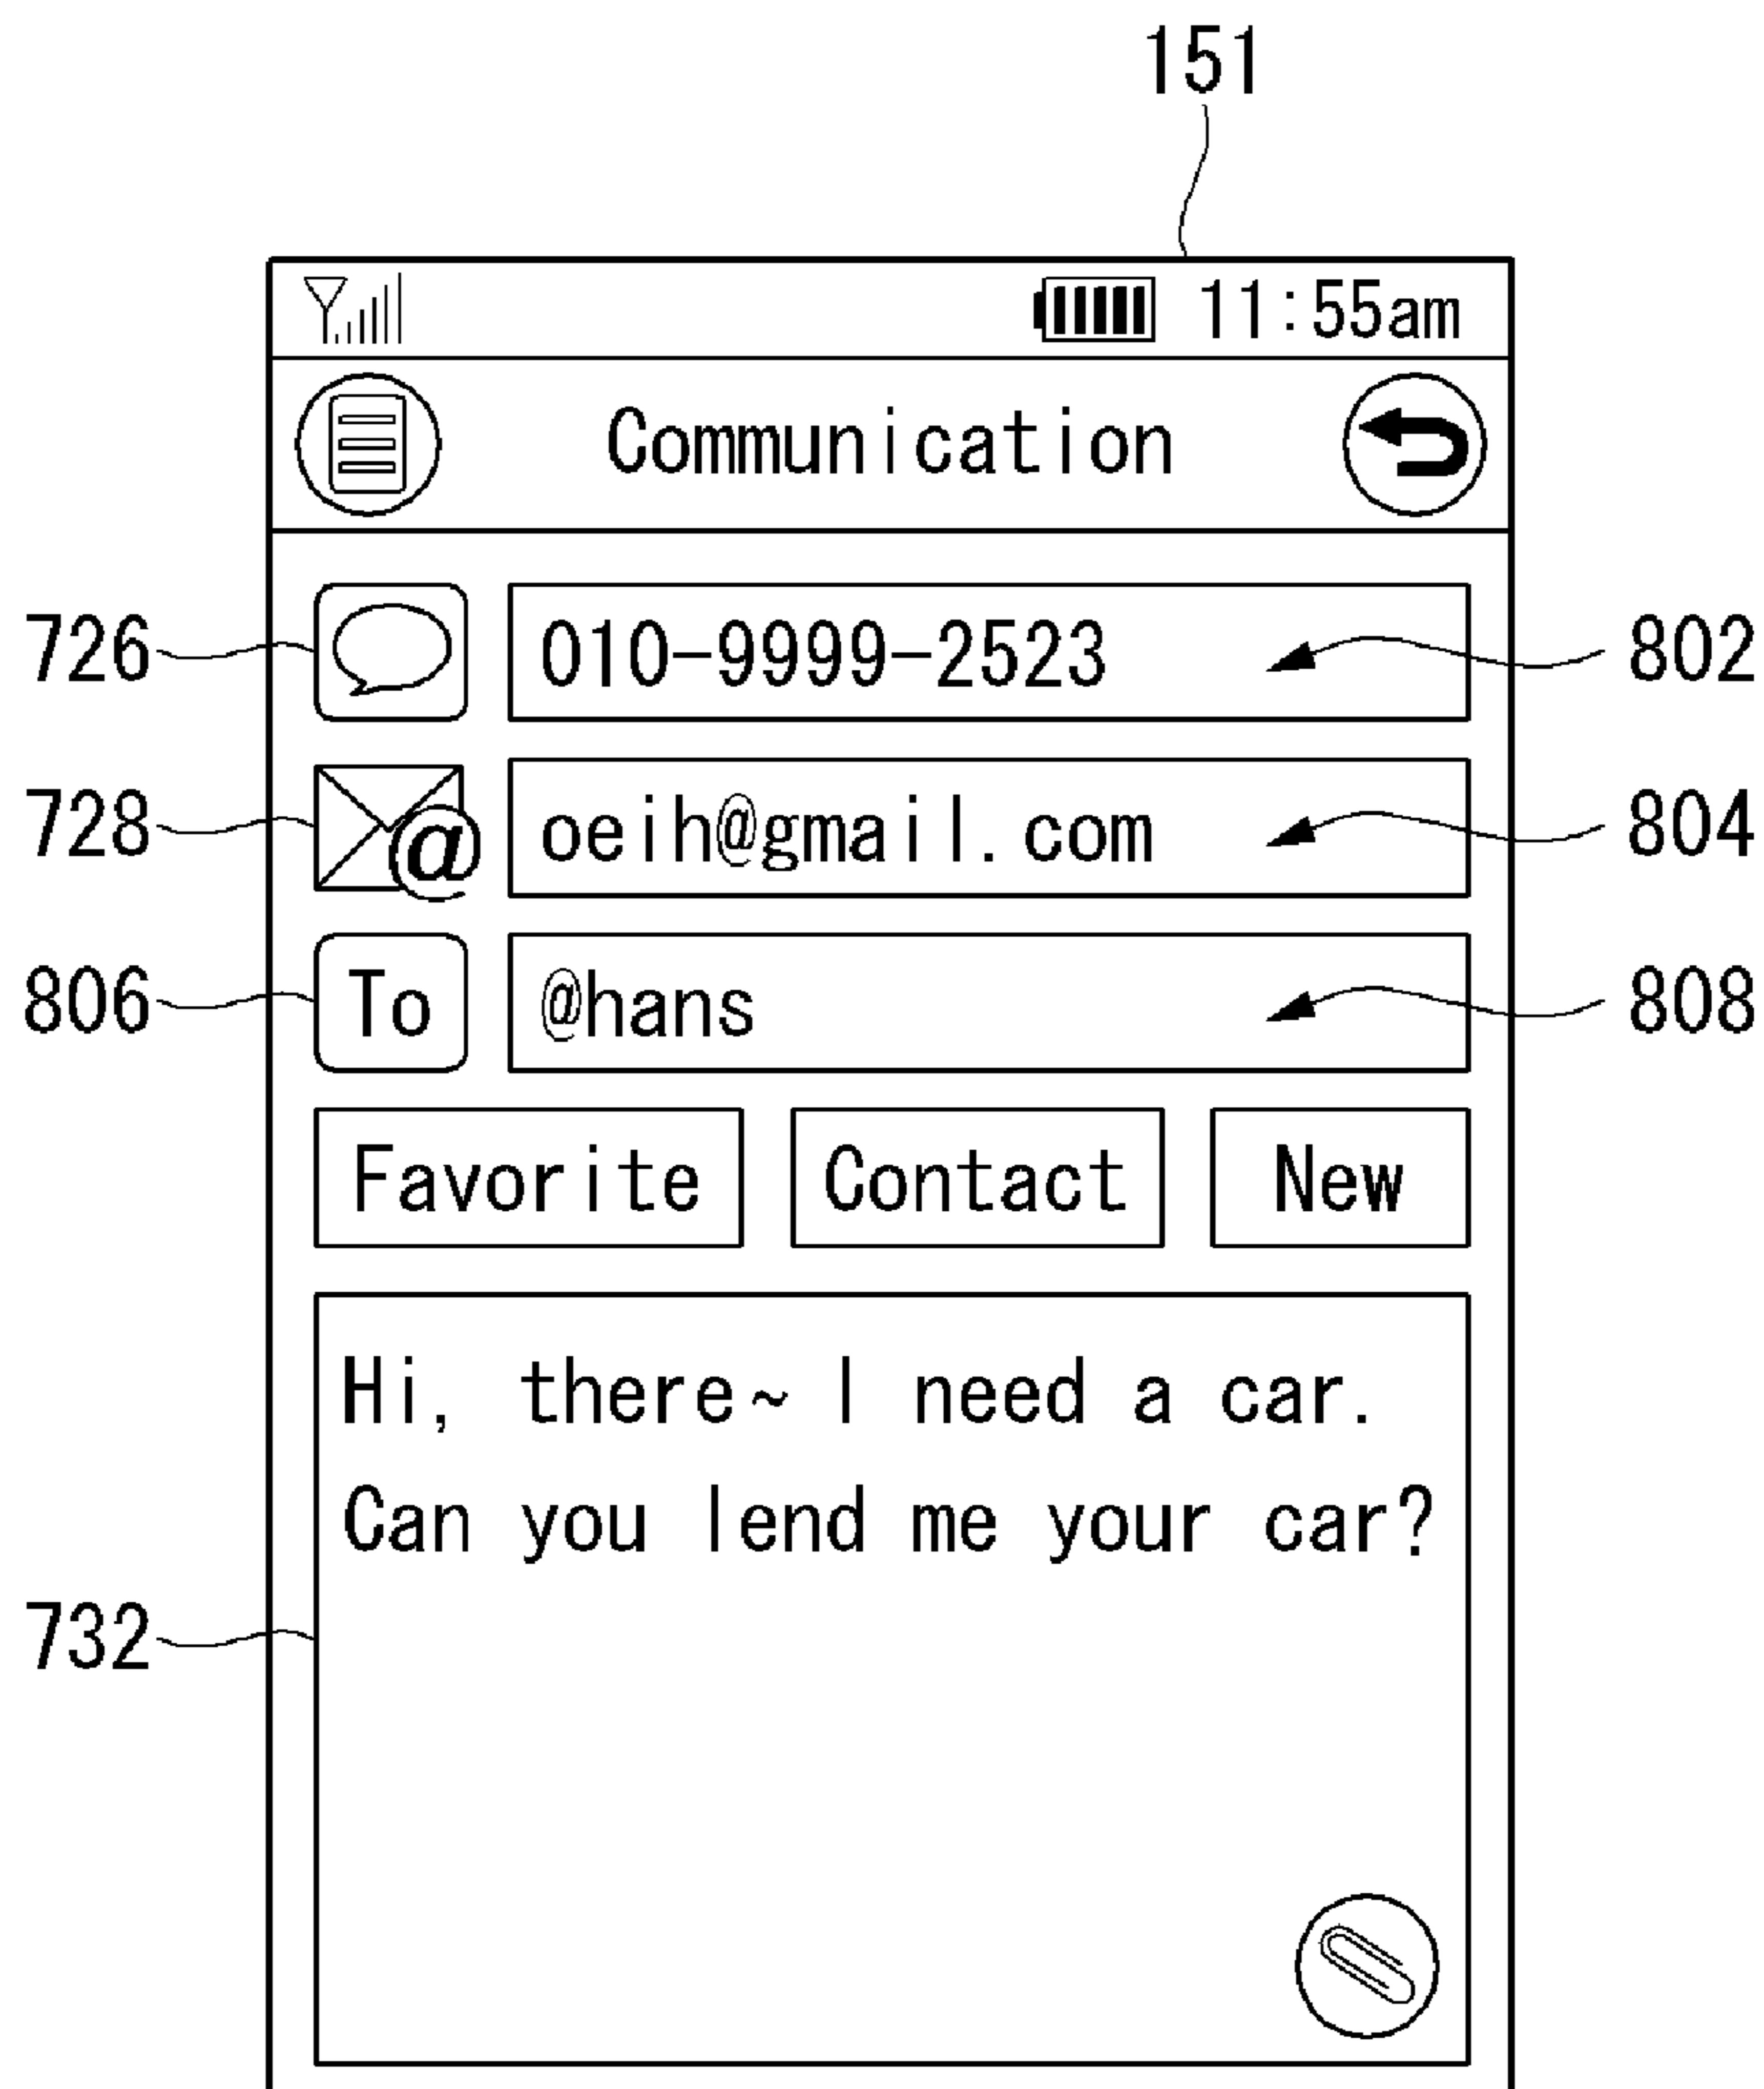 151
11:55am
Communication
726 010-9999-2523 802
728 @ oeih@gmail.com 804
806 To @hans 808
Favorite Contact New
Hi, there~ I need a car.
Can you lend me your car?
732